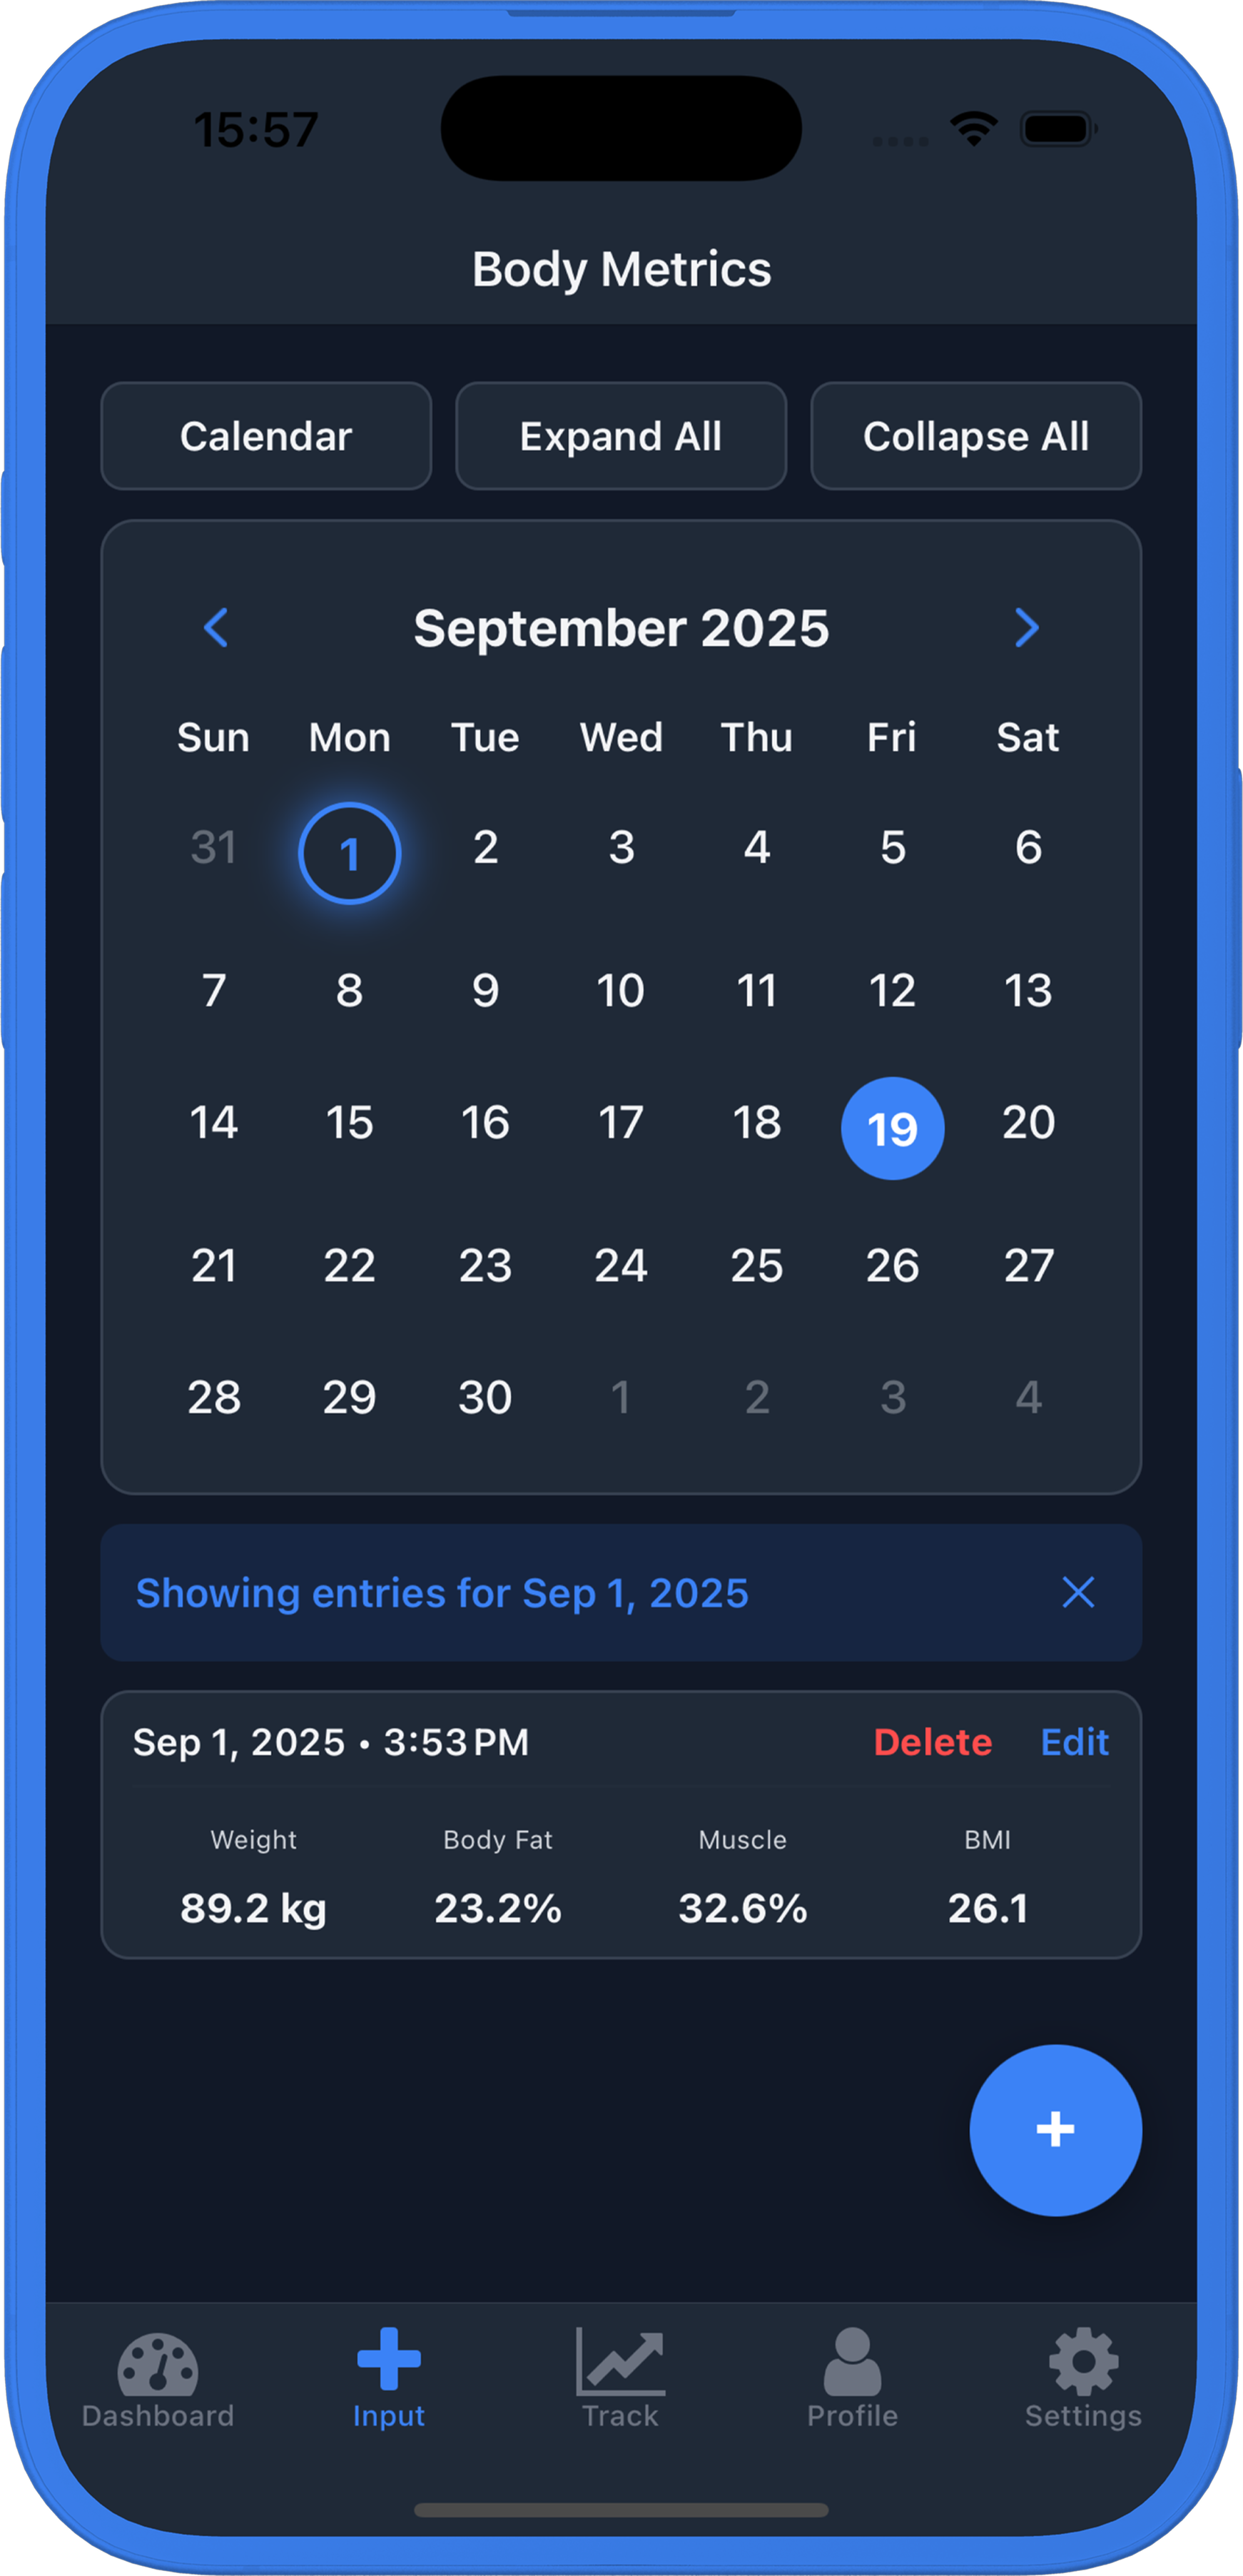 15:57
Body Metrics
Calendar Expand All Collapse All
September 2025
Sun Mon Tue Wed Thu Fri Sat
31 1 2 3 4 5 6
7 8 9 10 11 12 13
14 15 16 17 18 19 20
21 22 23 24 25 26 27
28 29 30 1 2 3 4
Showing entries for Sep 1, 2025
Sep 1, 2025 • 3:53 PM Delete Edit
Weight Body Fat Muscle BMI
89.2 kg 23.2% 32.6% 26.1
Dashboard Input Track Profile Settings